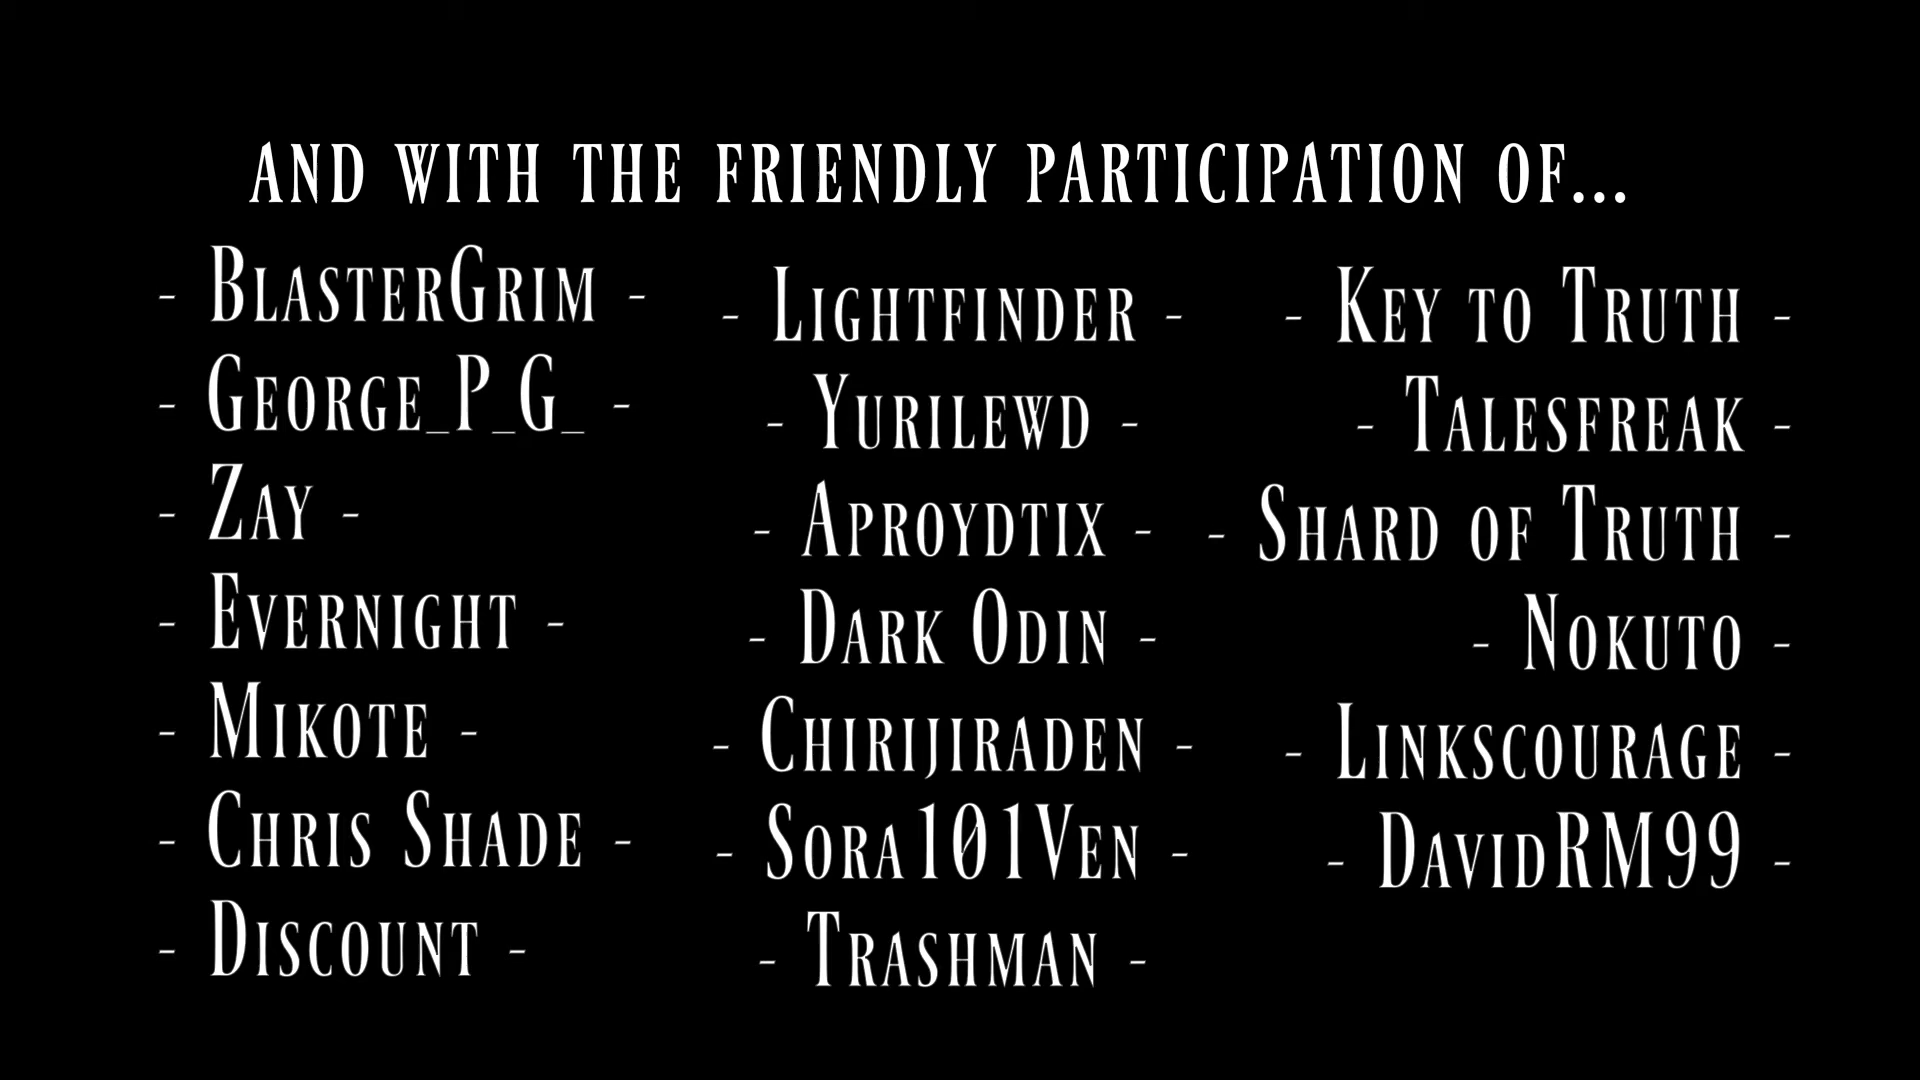 AND WITH THE FRIENDLY PARTICIPATION OF...
- BlasterGrim -
- George_P_G_ -
- Zay -
- Evernight -
- Mikote -
- Chris Shade -
- Discount -
- Lightfinder -
- Yurilewd -
- Aproydtix -
- Dark Odin -
- Chirijiraden -
- Sora101Ven -
- Trashman -
- Key to Truth -
- Talesfreak -
- Shard of Truth -
- Nokuto -
- Linkscourage -
- DavidRM99 -